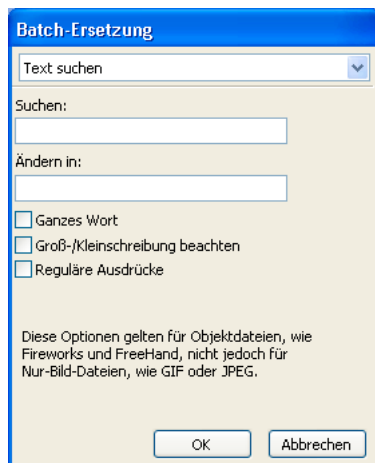 Batch-Ersetzung
Text suchen
Suchen:
Ändern in:
Ganzes Wort
Groß-/Kleinschreibung beachten
Reguläre Ausdrücke
Diese Optionen gelten für Objektdateien, wie
Fireworks und FreeHand, nicht jedoch für
Nur-Bild-Dateien, wie GIF oder JPEG.
OK
Abbrechen